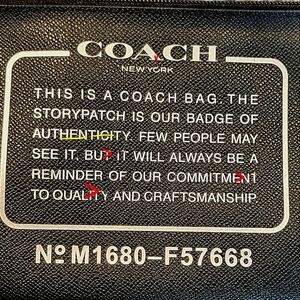 COACH
NEW YORK
THIS IS A COACH BAG. THE
STORYPATCH IS OUR BADGE OF
AUTHENTICITY. FEW PEOPLE MAY
SEE IT, BUT IT WILL ALWAYS BE A
REMINDER OF OUR COMMITMENT
TO QUALITY AND CRAFTSMANSHIP
Nº M1680-F57668